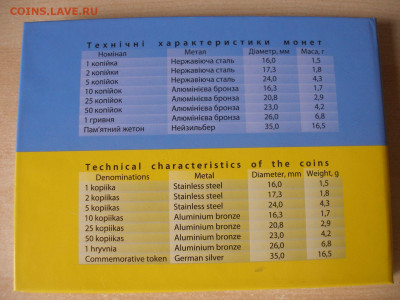 COINS.LAVE.RU
Технічні характеристики монет
Номінал Метал Діаметр, мм Маса, г
1 копійка Нержавіюча сталь 16,0 1,5
2 копійки Нержавіюча сталь 17,3 1,8
5 копійок Нержавіюча сталь 24,0 4,3
10 копійок Алюмінієва бронза 16,3 1,7
25 копійок Алюмінієва бронза 20,8 2,9
50 копійок Алюмінієва бронза 23,0 4,2
1 гривня Алюмінієва бронза 26,0 6,8
Пам'ятний жетон Нейзильбер 35,0 16,5
Technical characteristics of the coins
Denominations Metal Diameter, mm Weight, g
1 kopiika Stainless steel 16,0 1,5
2 kopiikas Stainless steel 17,3 1,8
5 kopiikas Stainless steel 24,0 4,3
10 kopiikas Aluminium bronze 16,3 1,7
25 kopiikas Aluminium bronze 20,8 2,9
50 kopiikas Aluminium bronze 23,0 4,2
1 hryvnia Aluminium bronze 26,0 6,8
Commemorative token German silver 35,0 16,5